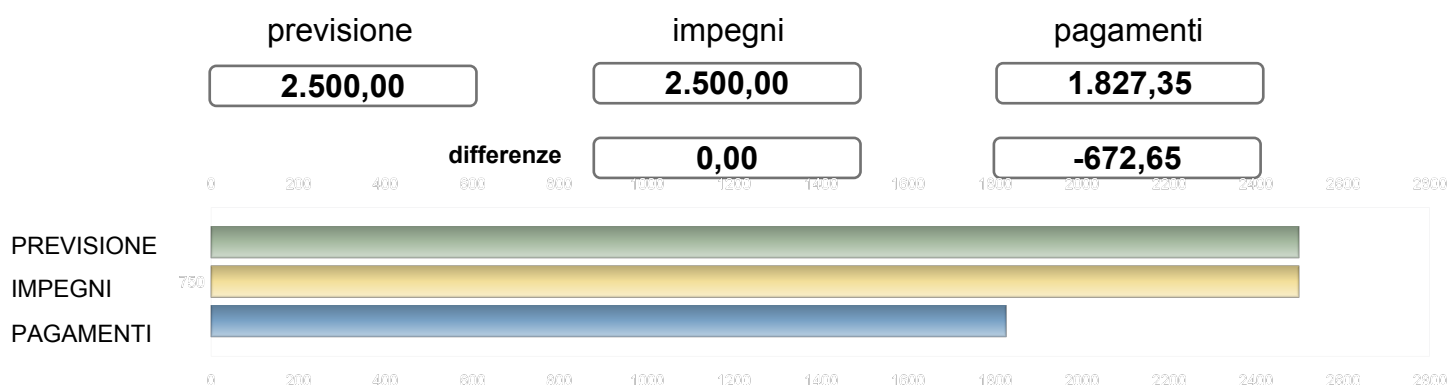 previsione impegni pagamenti
2.500,00 2.500,00 1.827,35
differenze 0,00 -672,65
0 200 400 600 800 1000 1200 1400 1600 1800 2000 2200 2400 2600 2800
PREVISIONE
750
IMPEGNI
PAGAMENTI
0 200 400 600 800 1000 1200 1400 1600 1800 2000 2200 2400 2600 2800